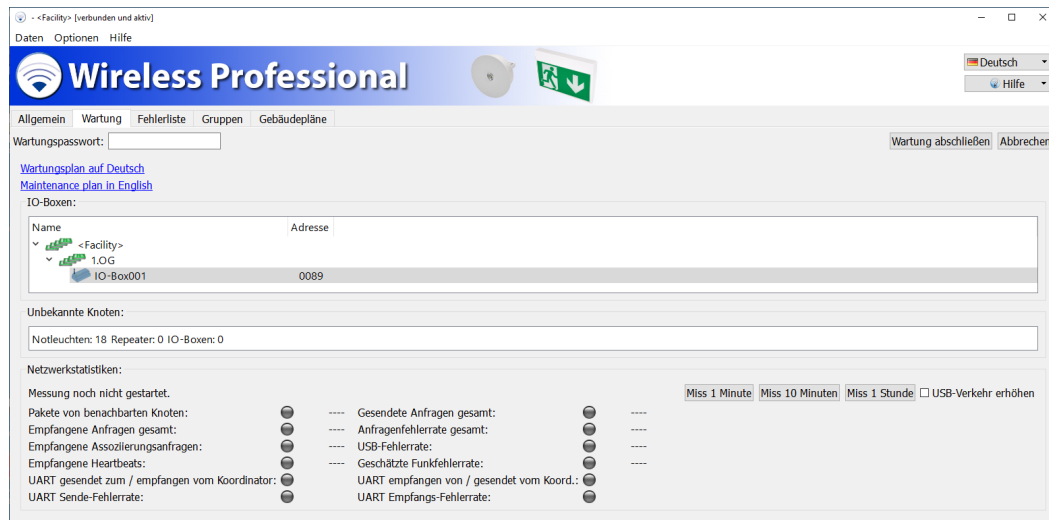 - <Facility> [verbunden und aktiv]
Daten Optionen Hilfe
Wireless Professional
Deutsch
Hilfe
Allgemein Wartung Fehlerliste Gruppen Gebäudepläne
Wartungspasswort: Wartung abschließen Abbrechen
Wartungsplan auf Deutsch
Maintenance plan in English
IO-Boxen:
Name Adresse
<Facility>
1.OG
IO-Box001 0089
Unbekannte Knoten:
Notleuchten: 18 Repeater: 0 IO-Boxen: 0
Netzwerkstatistiken:
Messung noch nicht gestartet. Miss 1 Minute Miss 10 Minuten Miss 1 Stunde USB-Verkehr erhöhen
Pakete von benachbarten Knoten: ---- Gesendete Anfragen gesamt: ----
Empfangene Anfragen gesamt: ---- Anfragenfehlerrate gesamt: ----
Empfangene Assoziierungsanfragen: ---- USB-Fehlerrate: ----
Empfangene Heartbeats: ---- Geschätzte Funkfehlerrate: ----
UART gesendet zum / empfangen vom Koordinator: UART empfangen von / gesendet vom Koord.:
UART Sende-Fehlerrate: UART Empfangs-Fehlerrate: